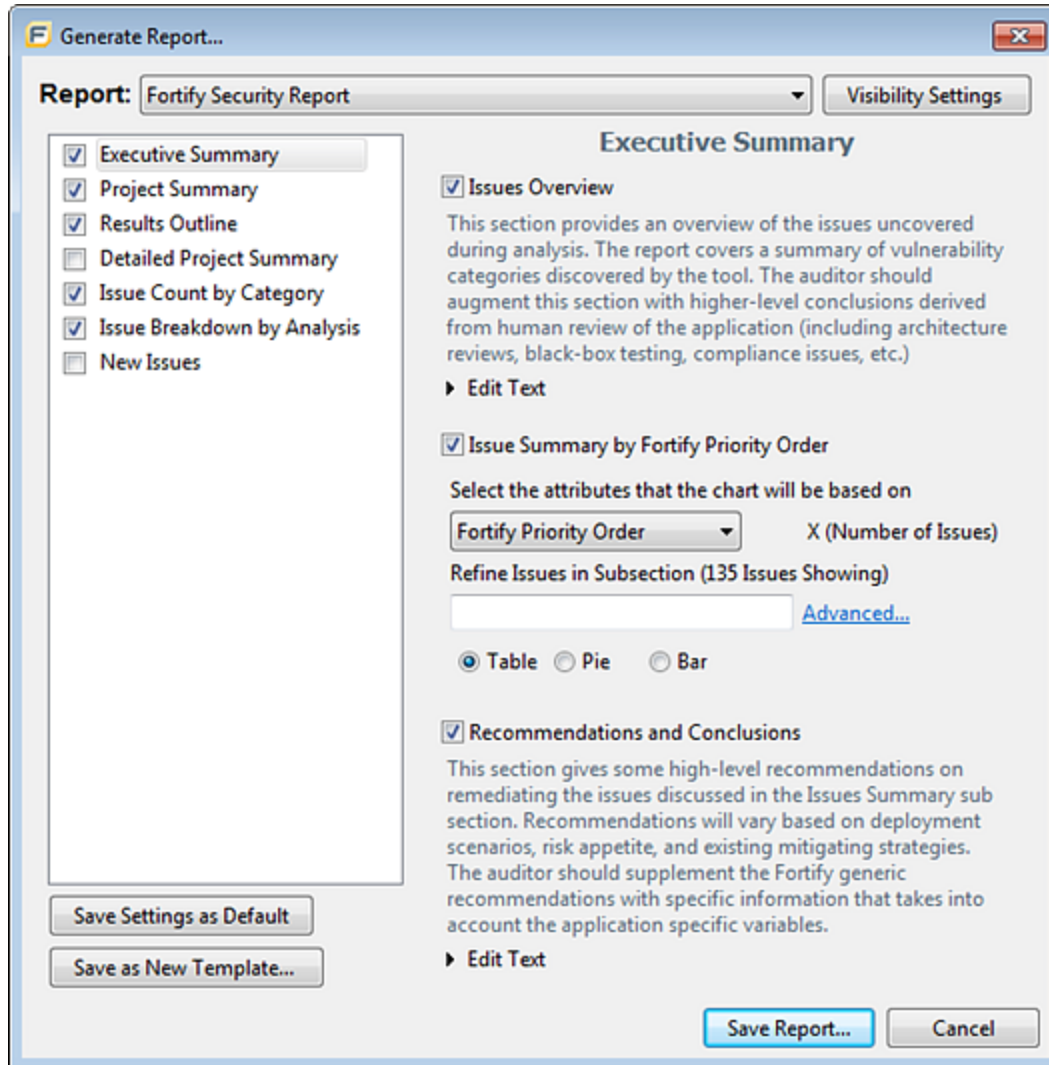 F Generate Report...
Report: Fortify Security Report Visibility Settings
Executive Summary
Project Summary
Results Outline
Detailed Project Summary
Issue Count by Category
Issue Breakdown by Analysis
New Issues
Save Settings as Default
Save as New Template...
Executive Summary
Issues Overview
This section provides an overview of the issues uncovered
during analysis. The report covers a summary of vulnerability
categories discovered by the tool. The auditor should
augment this section with higher-level conclusions derived
from human review of the application (including architecture
reviews, black-box testing, compliance issues, etc.)
Edit Text
Issue Summary by Fortify Priority Order
Select the attributes that the chart will be based on
Fortify Priority Order X (Number of Issues)
Refine Issues in Subsection (135 Issues Showing)
Advanced...
Table Pie Bar
Recommendations and Conclusions
This section gives some high-level recommendations on
remediating the issues discussed in the Issues Summary sub
section. Recommendations will vary based on deployment
scenarios, risk appetite, and existing mitigating strategies.
The auditor should supplement the Fortify generic
recommendations with specific information that takes into
account the application specific variables.
Edit Text
Save Report... Cancel